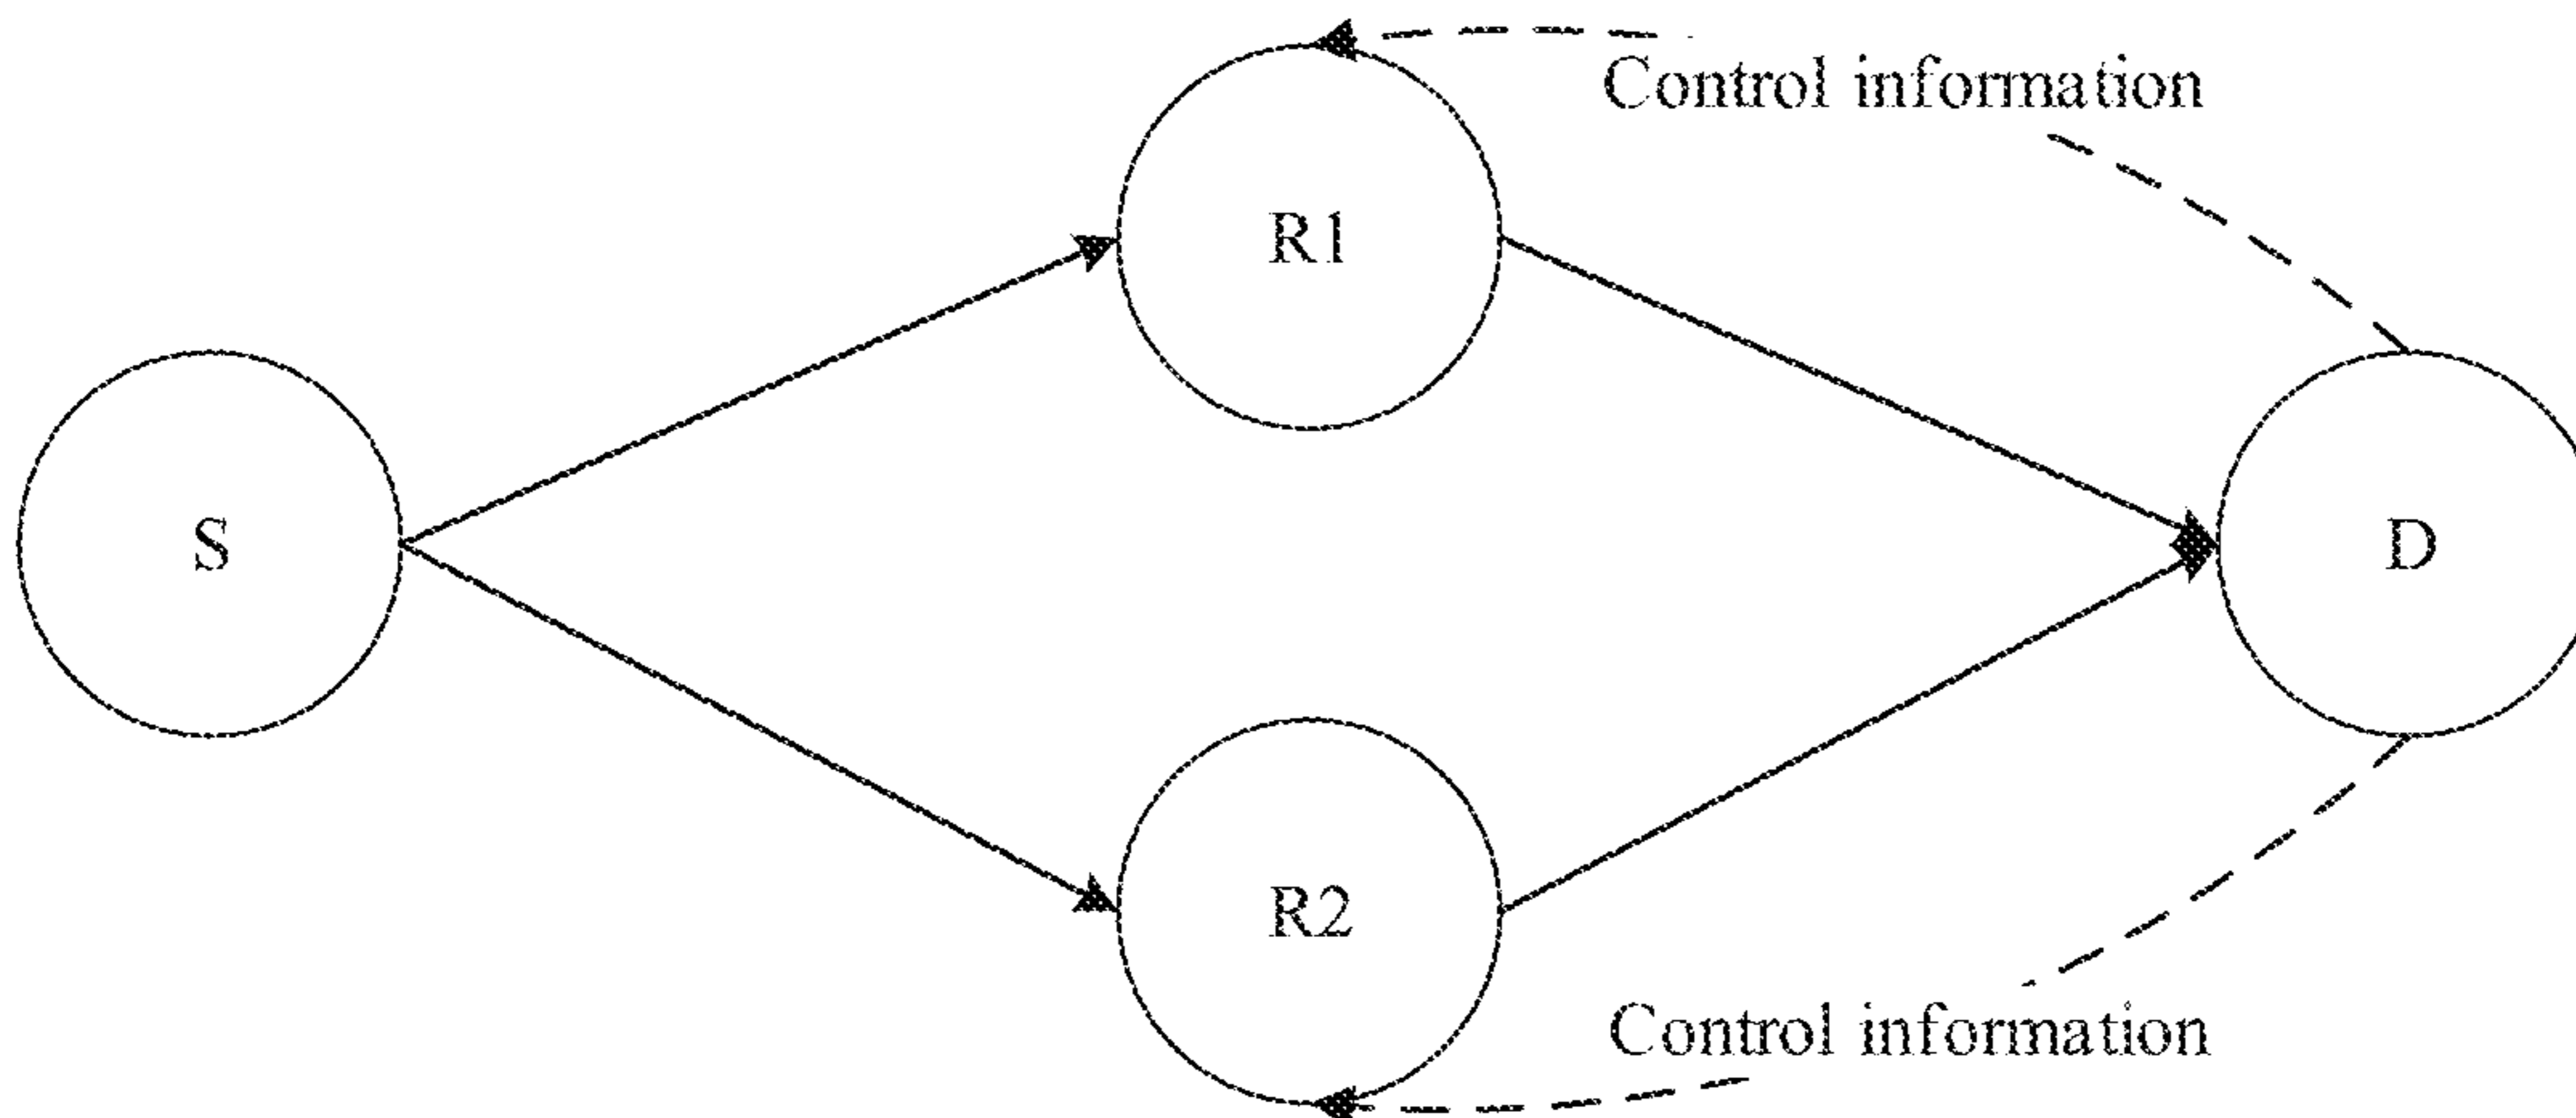 Control information
R1
S
D
R2
Control information